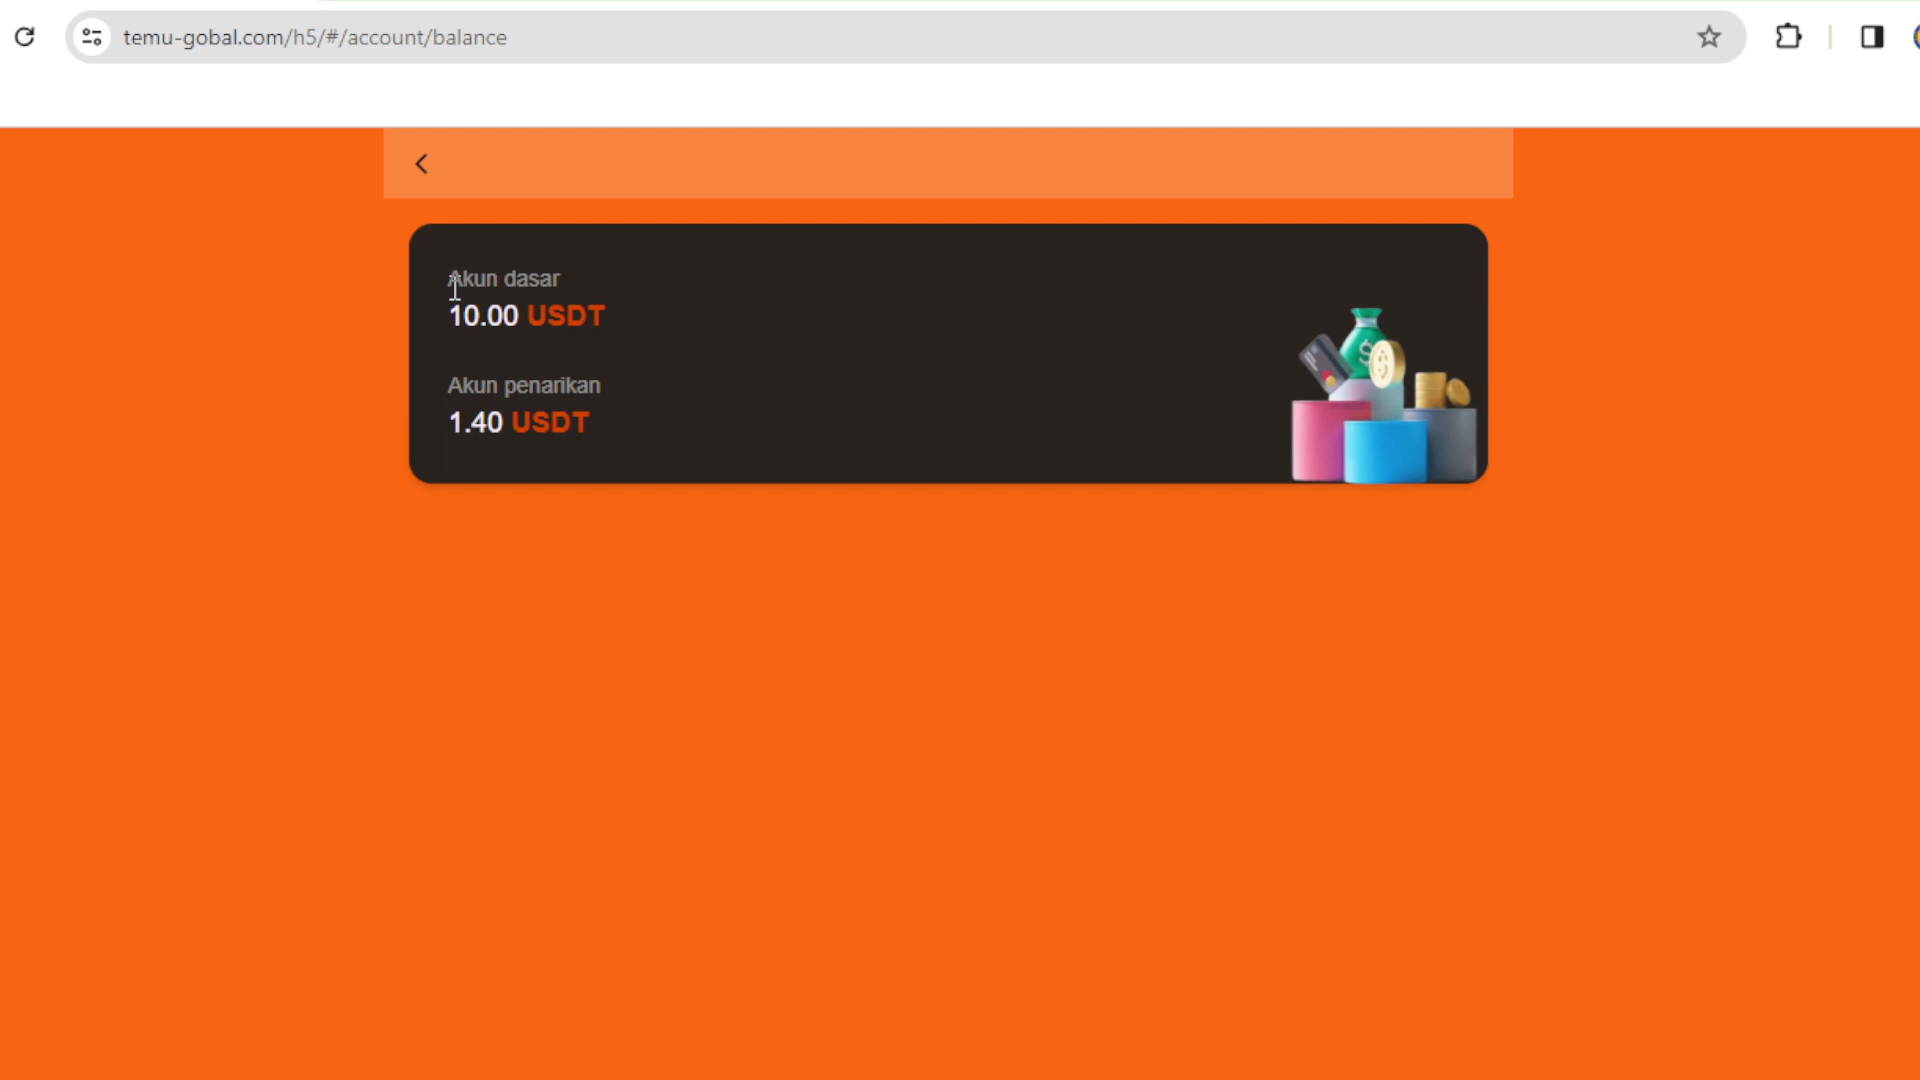 temu-gobal.com/h5/#/account/balance
Akun dasar
10.00 USDT
Akun penarikan
1.40 USDT